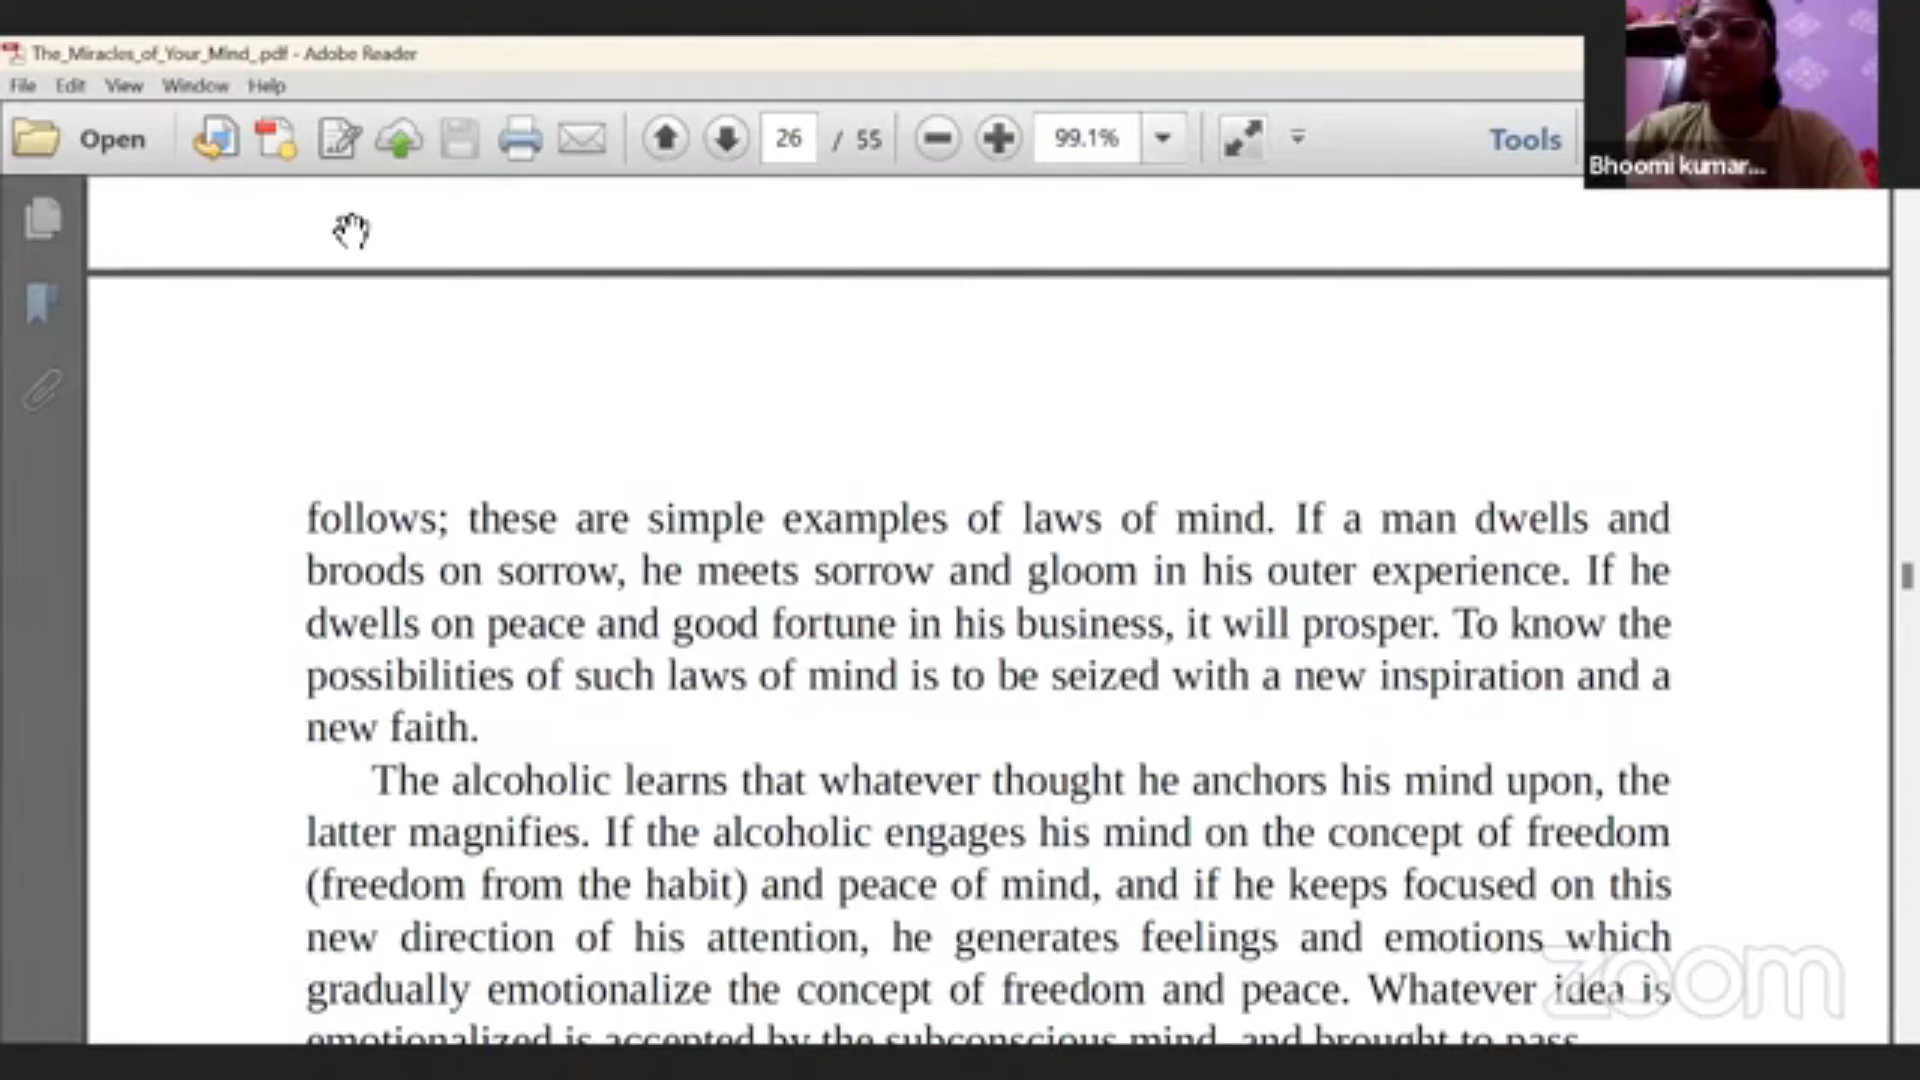 The_Miracles_of_Your_Mind_.pdf - Adobe Reader
File Edit View Window Help
Open 26 / 55 99.1% Tools
Bhoomi kumar...
follows; these are simple examples of laws of mind. If a man dwells and
broods on sorrow, he meets sorrow and gloom in his outer experience. If he
dwells on peace and good fortune in his business, it will prosper. To know the
possibilities of such laws of mind is to be seized with a new inspiration and a
new faith.
The alcoholic learns that whatever thought he anchors his mind upon, the
latter magnifies. If the alcoholic engages his mind on the concept of freedom
(freedom from the habit) and peace of mind, and if he keeps focused on this
new direction of his attention, he generates feelings and emotions which
gradually emotionalize the concept of freedom and peace. Whatever idea is
emotionalized is accepted by the subconscious mind, and brought to pass.
zoom